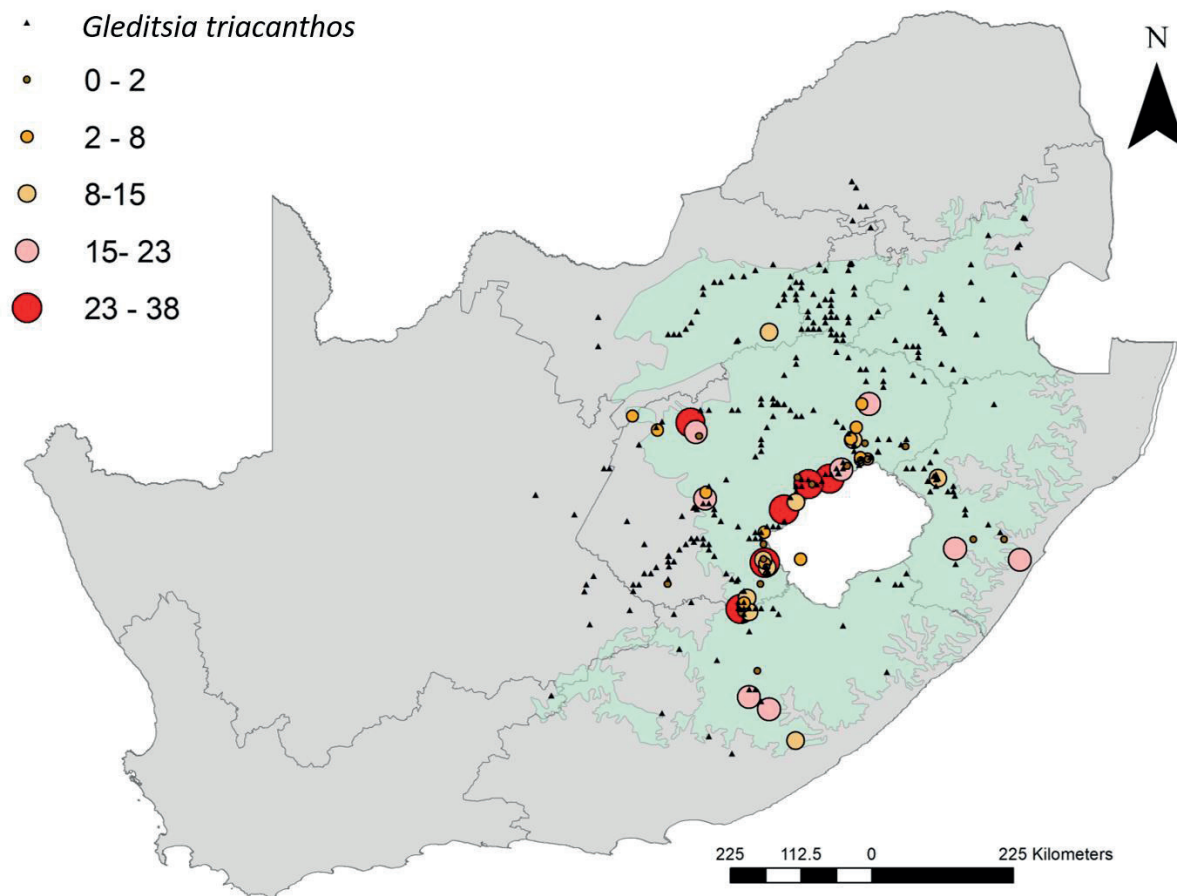 Gleditsia triacanthos
0 - 2
2 - 8
8-15
15- 23
23 - 38
N
225 112.5 0 225 Kilometers